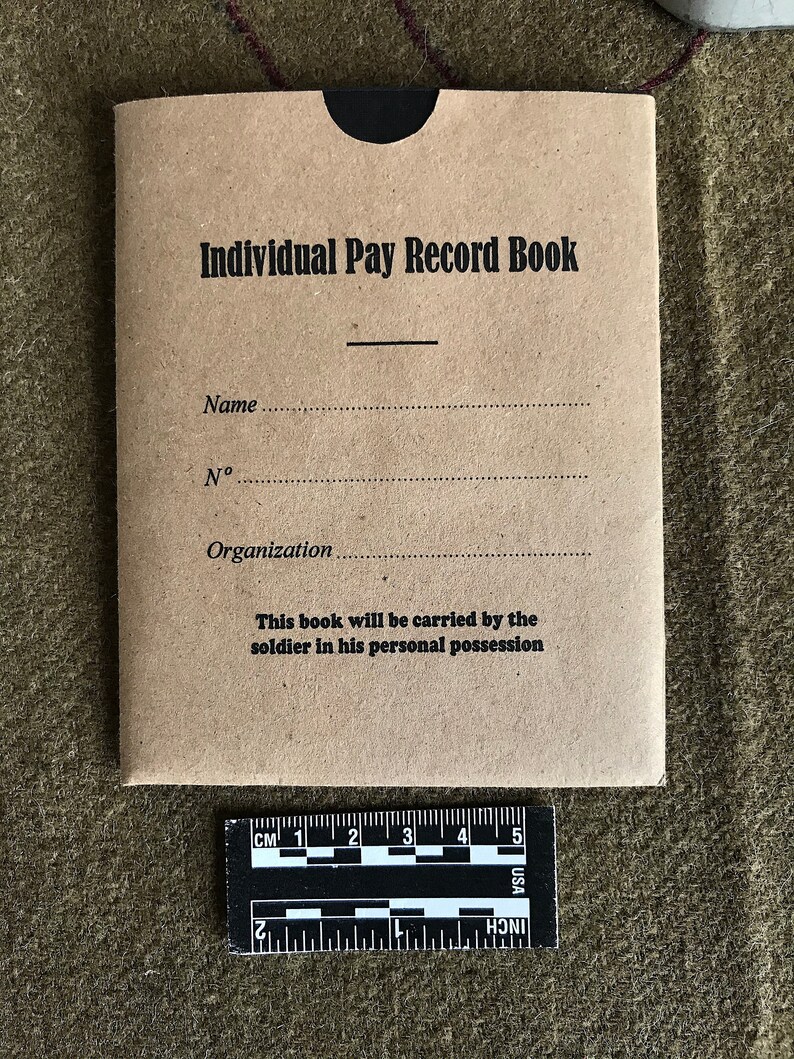 Individual Pay Record Book
Name ................................................
Nº ................................................
Organization ................................................
This book will be carried by the
soldier in his personal possession
CM 1 2 3 4 5
USA
INCH 1 2